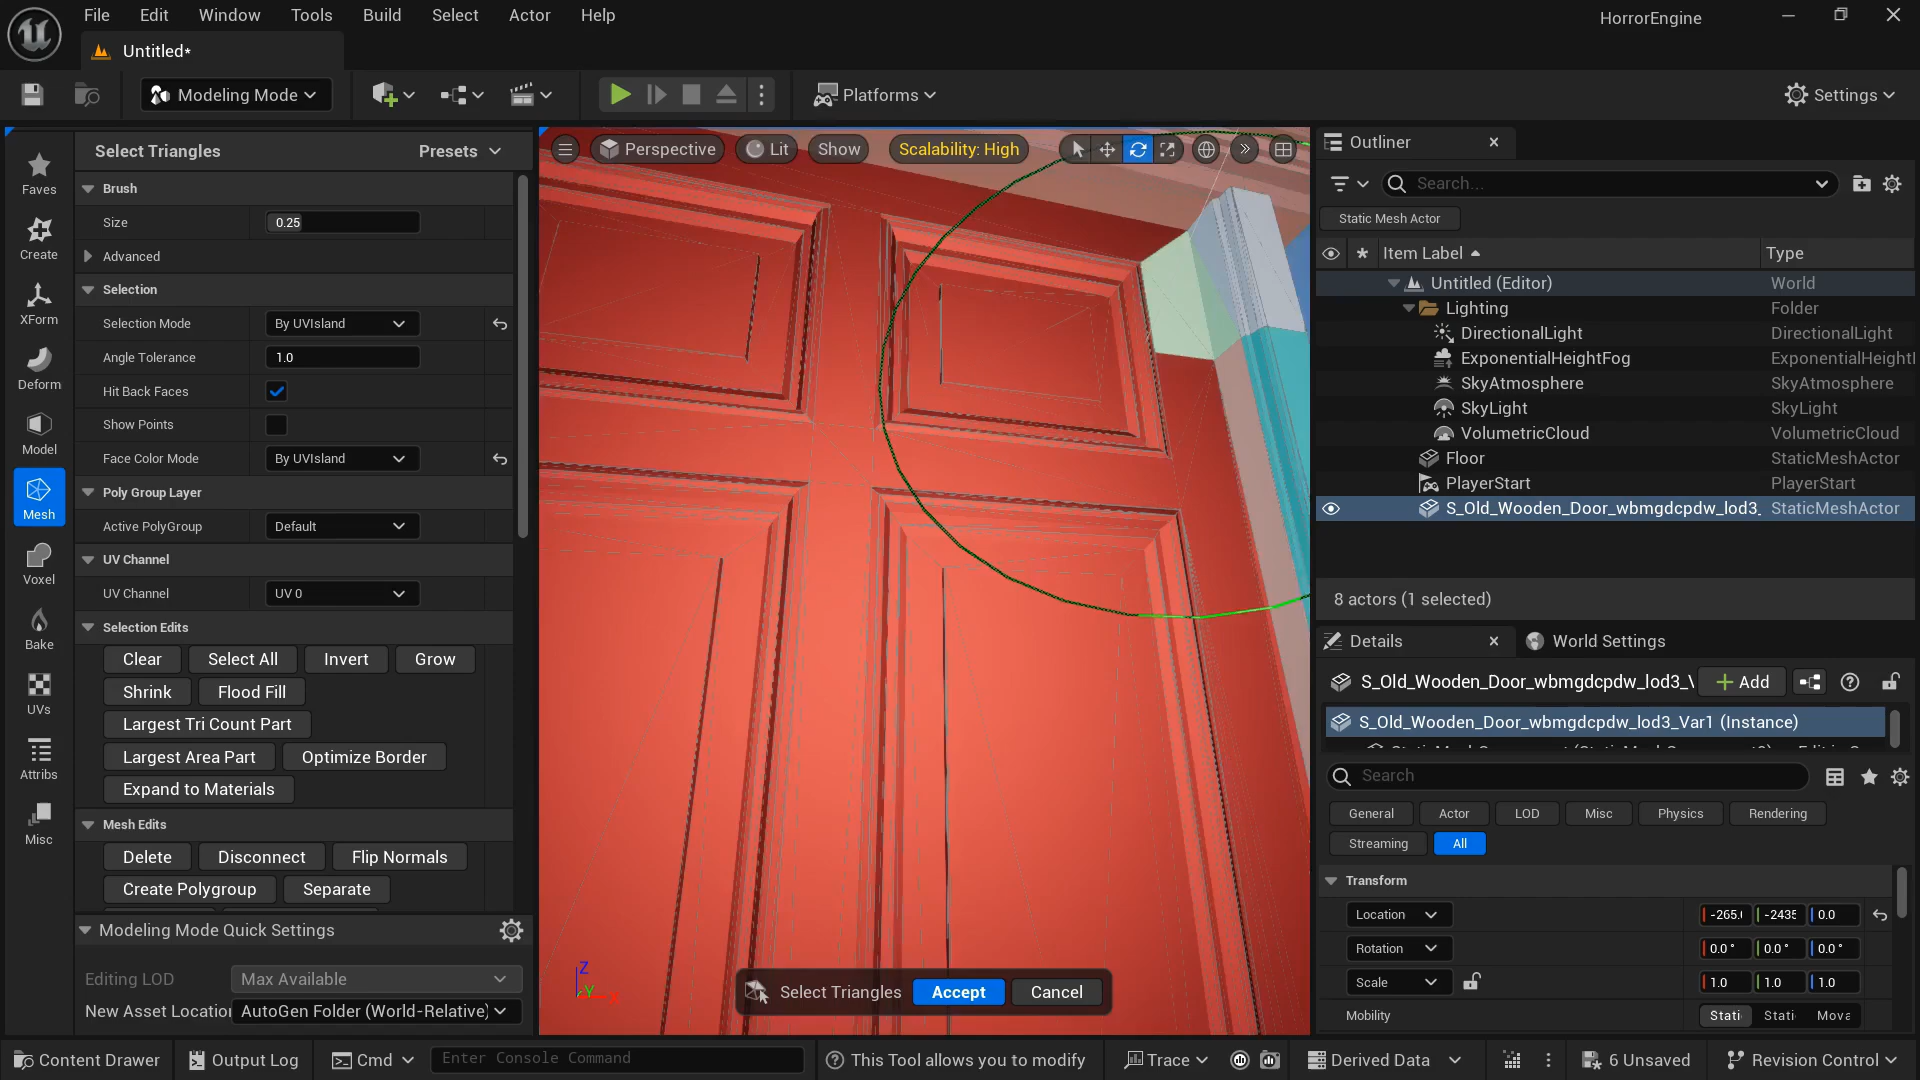 File Edit Window Tools Build Select Actor Help
HorrorEngine
Untitled*
Modeling Mode
Platforms
Settings
Select Triangles
Presets
Brush
Size
0.25
Advanced
Selection
Selection Mode
By UVIsland
Angle Tolerance
1.0
Hit Back Faces
Show Points
Face Color Mode
By UVIsland
Poly Group Layer
Active PolyGroup
Default
UV Channel
UV Channel
UV 0
Selection Edits
Clear
Select All
Invert
Grow
Shrink
Flood Fill
Largest Tri Count Part
Largest Area Part
Optimize Border
Expand to Materials
Mesh Edits
Delete
Disconnect
Flip Normals
Create Polygroup
Separate
Modeling Mode Quick Settings
Editing LOD
Max Available
New Asset Location
AutoGen Folder (World-Relative)
Faves
Create
XForm
Deform
Model
Mesh
Voxel
Bake
UVs
Attribs
Misc
Perspective
Lit
Show
Scalability: High
Z
Y
X
Select Triangles
Accept
Cancel
Outliner
Search...
Static Mesh Actor
Item Label
Type
Untitled (Editor)
World
Lighting
Folder
DirectionalLight
DirectionalLight
ExponentialHeightFog
ExponentialHeightI
SkyAtmosphere
SkyAtmosphere
SkyLight
SkyLight
VolumetricCloud
VolumetricCloud
Floor
StaticMeshActor
PlayerStart
PlayerStart
S_Old_Wooden_Door_wbmgdcpdw_lod3_
StaticMeshActor
8 actors (1 selected)
Details
World Settings
S_Old_Wooden_Door_wbmgdcpdw_lod3_\
Add
S_Old_Wooden_Door_wbmgdcpdw_lod3_Var1 (Instance)
Search
General
Actor
LOD
Misc
Physics
Rendering
Streaming
All
Transform
Location
-265.(
-2435
0.0
Rotation
0.0 °
0.0 °
0.0 °
Scale
1.0
1.0
1.0
Mobility
Stati
Stati
Mova
Content Drawer
Output Log
Cmd
Enter Console Command
This Tool allows you to modify
Trace
Derived Data
6 Unsaved
Revision Control